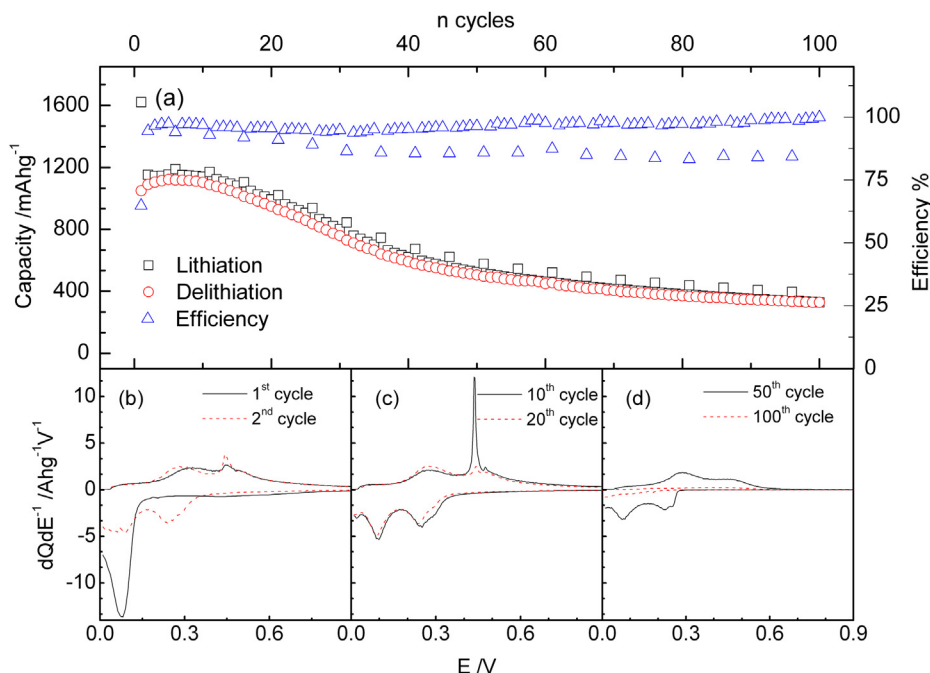 n cycles
0 20 40 60 80 100
(a)
1600
1200
800
400
0
Capacity /mAhg⁻¹
Lithiation
Delithiation
Efficiency
100
75
50
25
0
Efficiency %
(b)
1ˢᵗ cycle
2ⁿᵈ cycle
(c)
10ᵗʰ cycle
20ᵗʰ cycle
(d)
50ᵗʰ cycle
100ᵗʰ cycle
10
5
0
-5
-10
dQdE⁻¹ /Ahg⁻¹V⁻¹
0.0 0.3 0.6 0.0 0.3 0.6 0.0 0.3 0.6 0.9
E /V